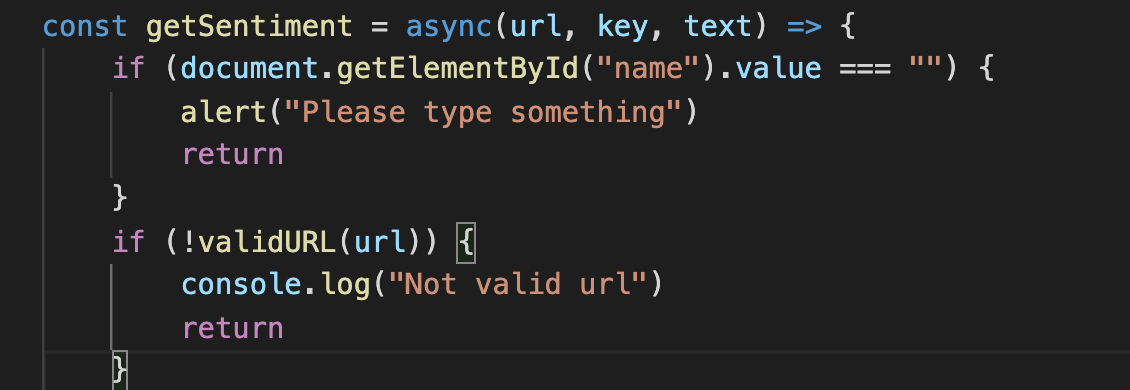 const getSentiment = async(url, key, text) => {
    if (document.getElementById("name").value === "") {
        alert("Please type something")
        return
    }
    if (!validURL(url)) {
        console.log("Not valid url")
        return
    }